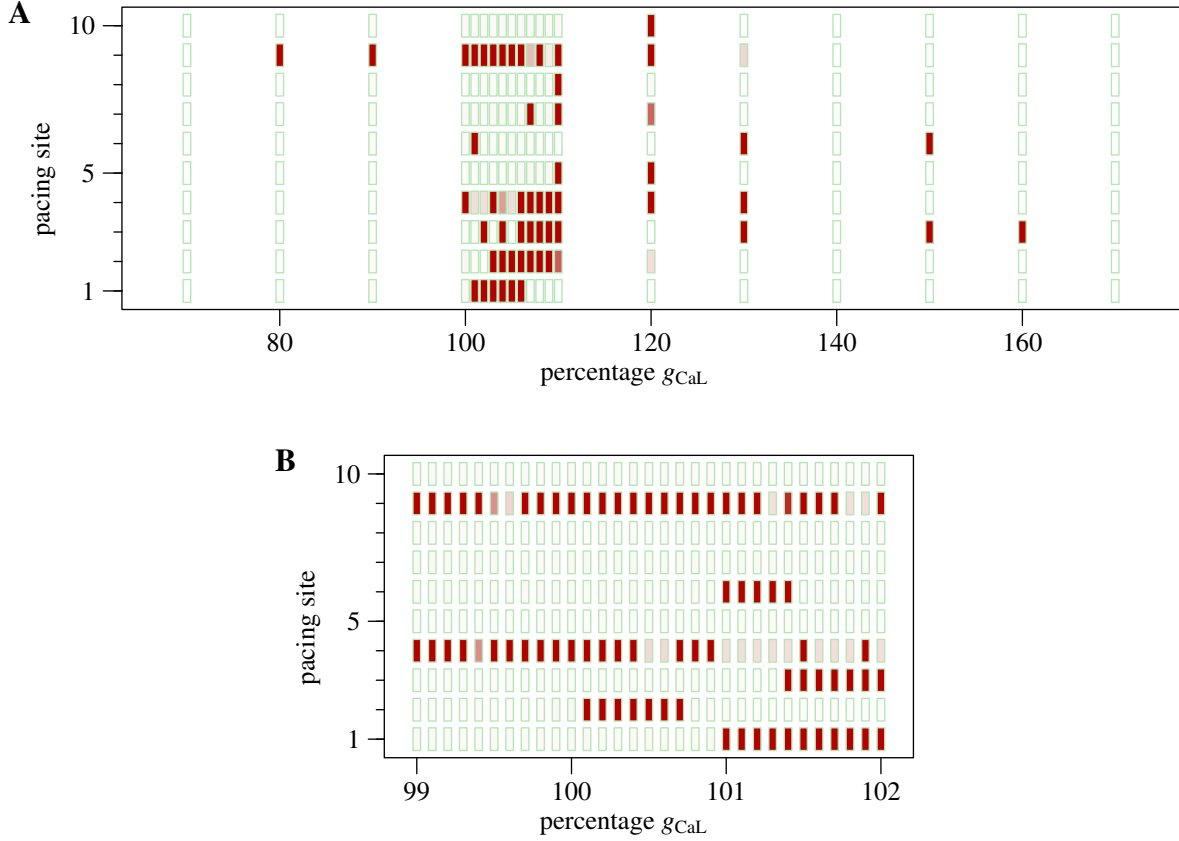 A
10
5
1
pacing site
80 100 120 140 160
percentage gCaL
B
10
5
1
pacing site
99 100 101 102
percentage gCaL